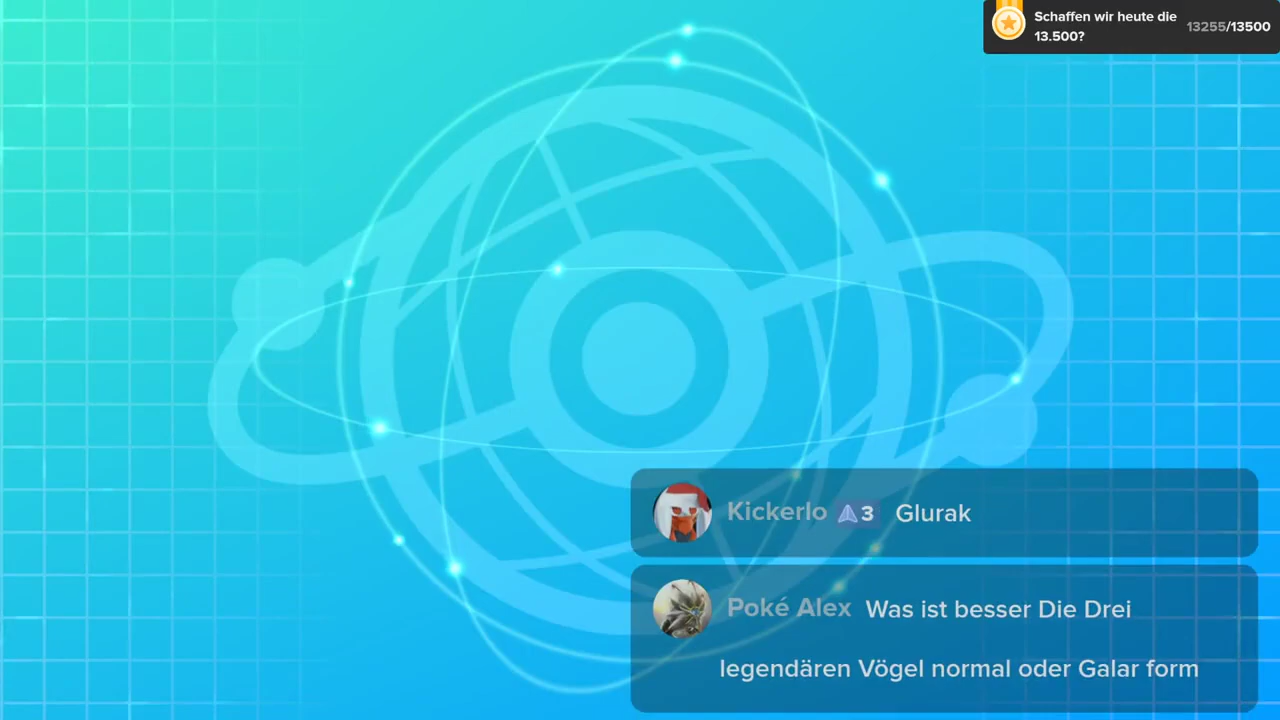 Schaffen wir heute die
13.500?
13255/13500
Kickerlo 3 Glurak
Poké Alex Was ist besser Die Drei
legendären Vögel normal oder Galar form